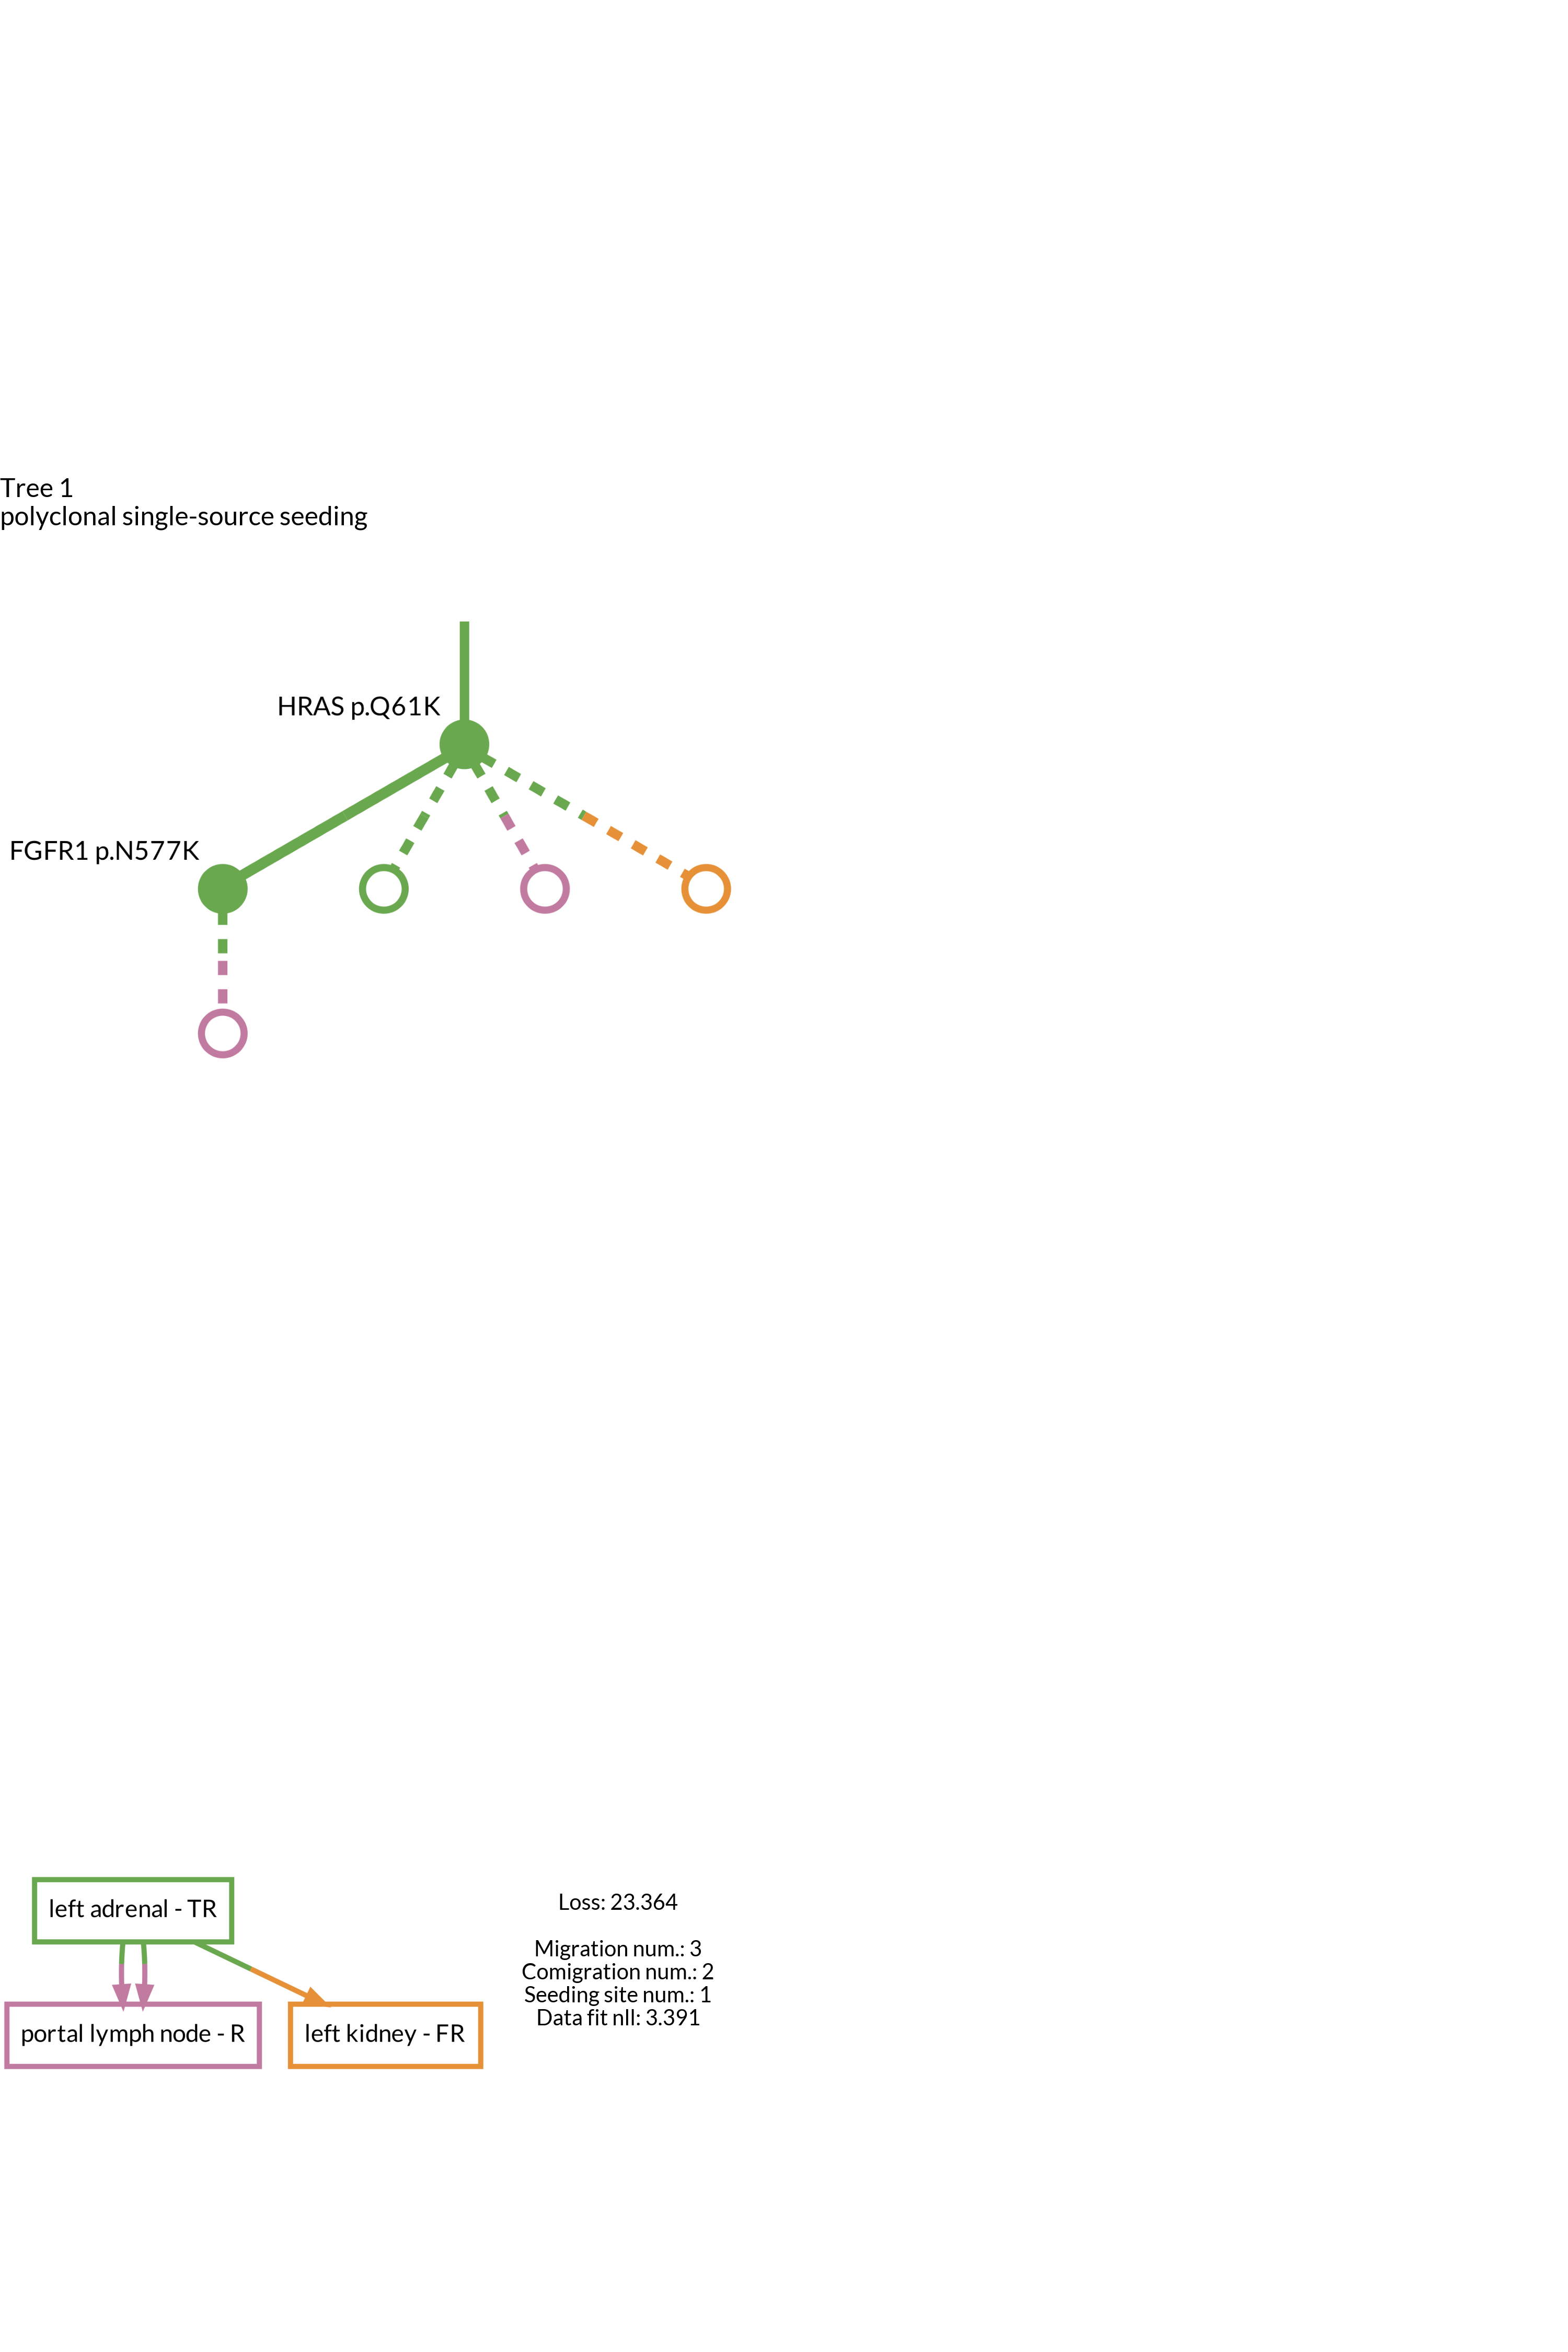 Tree 1
polyclonal single-source seeding
HRAS p.Q61K
FGFR1 p.N577K
left adrenal - TR
portal lymph node - R
left kidney - FR
Loss: 23.364
Migration num.: 3
Comigration num.: 2
Seeding site num.: 1
Data fit nll: 3.391